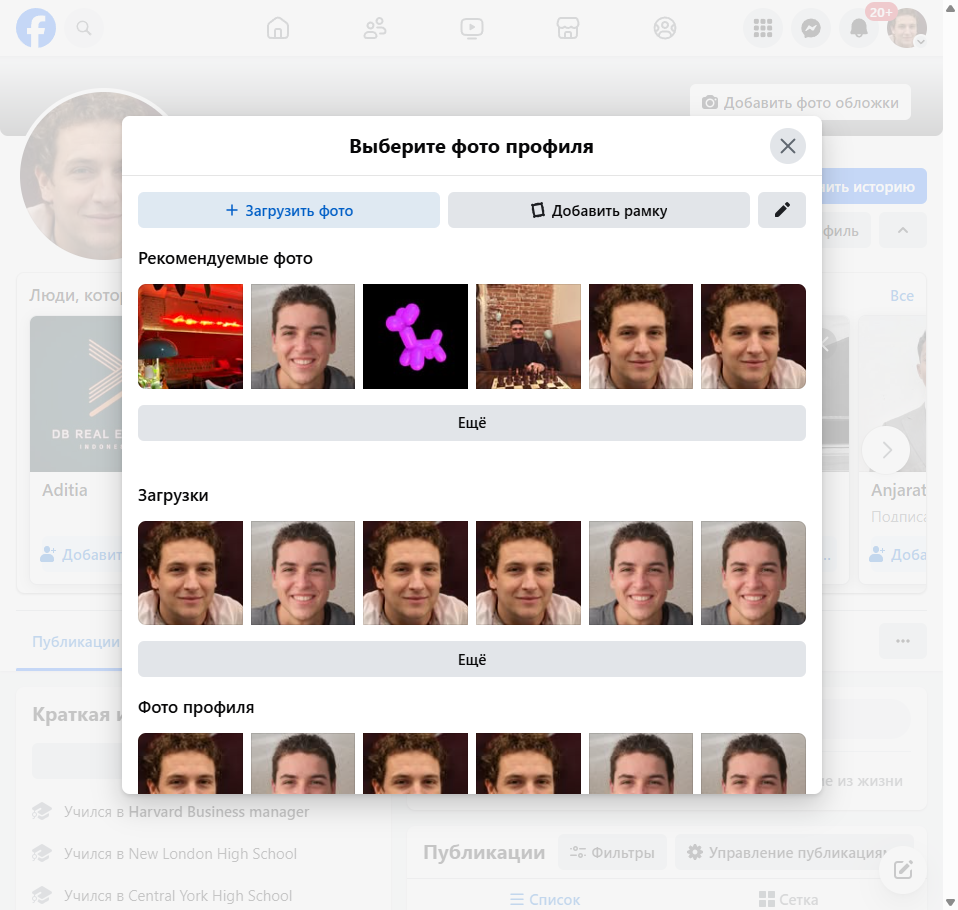 20+
Добавить фото обложки
Выберите фото профиля
ить историю
Загрузить фото
Добавить рамку
филь
Рекомендуемые фото
Люди, кото
Все
DB REAL E
INDONE
Ещё
Aditia
Anjarat
Загрузки
Подписа
Добавит
Доба
Публикации
Ещё
Фото профиля
Краткая и
е из жизни
Учился в Harvard Business manager
Учился в New London High School
Учился в Central York High School
Публикации
Фильтры
Управление публикациям
Список
Сетка